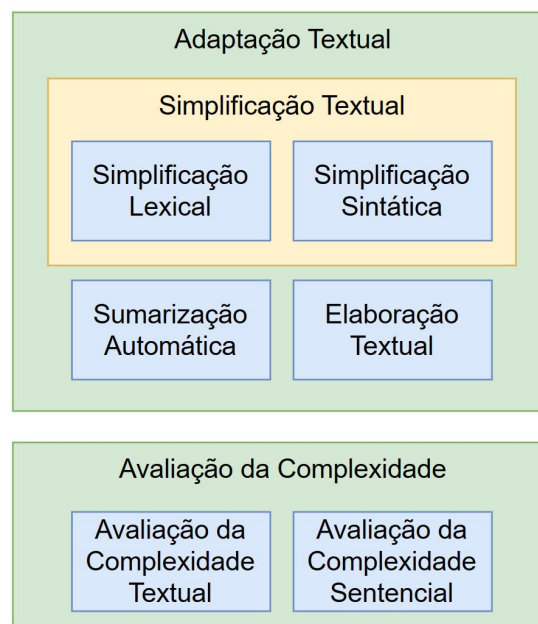 Adaptação Textual
Simplificação Textual
Simplificação
Lexical
Simplificação
Sintática
Sumarização
Automática
Elaboração
Textual
Avaliação da Complexidade
Avaliação da
Complexidade
Textual
Avaliação da
Complexidade
Sentencial